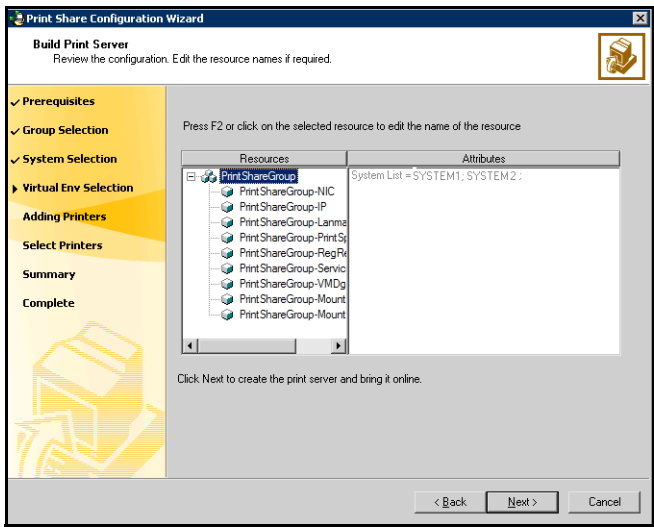 Print Share Configuration Wizard
Build Print Server
Review the configuration. Edit the resource names if required.
Prerequisites
Group Selection
System Selection
Virtual Env Selection
Adding Printers
Select Printers
Summary
Complete
Press F2 or click on the selected resource to edit the name of the resource
Resources
Attributes
PrintShareGroup
System List = SYSTEM1; SYSTEM2 ;
PrintShareGroup-NIC
PrintShareGroup-IP
PrintShareGroup-Lanma
PrintShareGroup-PrintSp
PrintShareGroup-RegRe
PrintShareGroup-Servic
PrintShareGroup-VMDg
PrintShareGroup-Mount
PrintShareGroup-Mount
Click Next to create the print server and bring it online.
< Back
Next >
Cancel